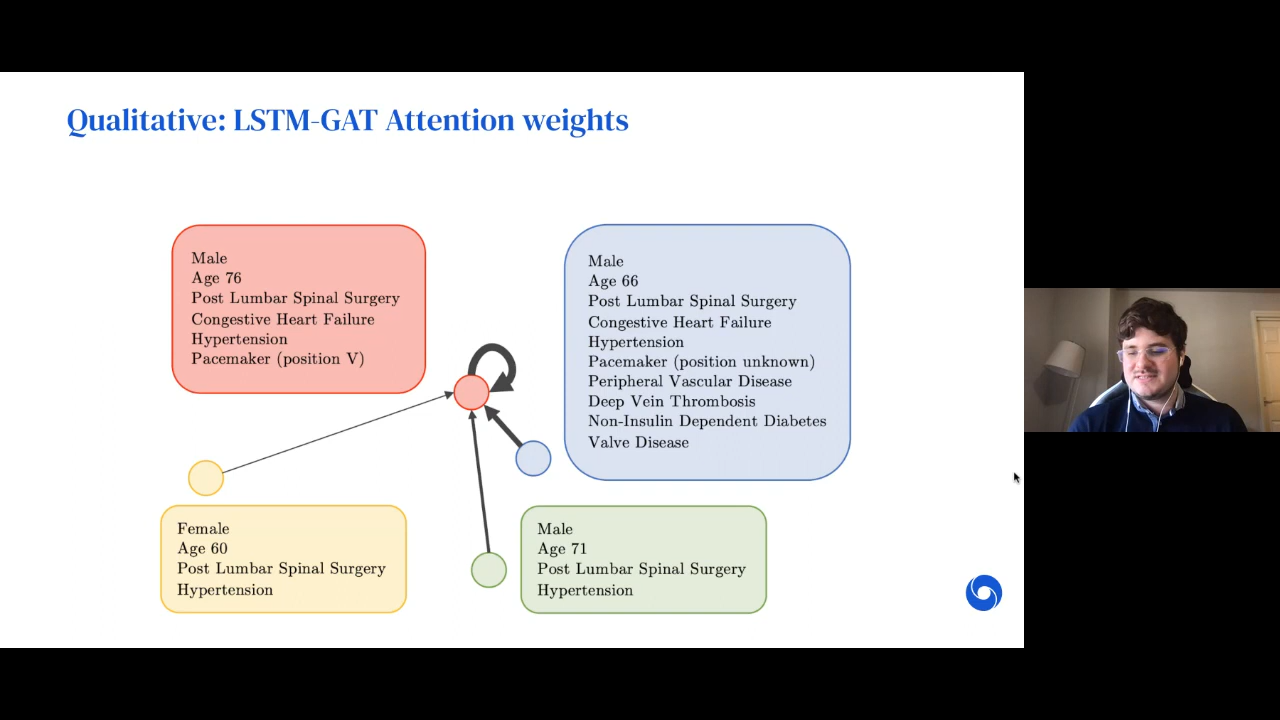 Qualitative: LSTM-GAT Attention weights
Male
Age 76
Post Lumbar Spinal Surgery
Congestive Heart Failure
Hypertension
Pacemaker (position V)
Male
Age 66
Post Lumbar Spinal Surgery
Congestive Heart Failure
Hypertension
Pacemaker (position unknown)
Peripheral Vascular Disease
Deep Vein Thrombosis
Non-Insulin Dependent Diabetes
Valve Disease
Female
Age 60
Post Lumbar Spinal Surgery
Hypertension
Male
Age 71
Post Lumbar Spinal Surgery
Hypertension